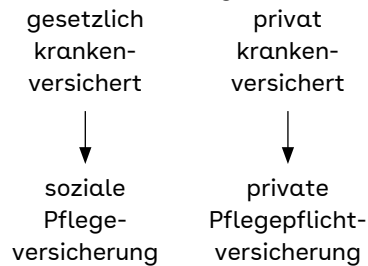 gesetzlich
kranken-
versichert
privat
kranken-
versichert
soziale
Pflege-
versicherung
private
Pflegepflicht-
versicherung